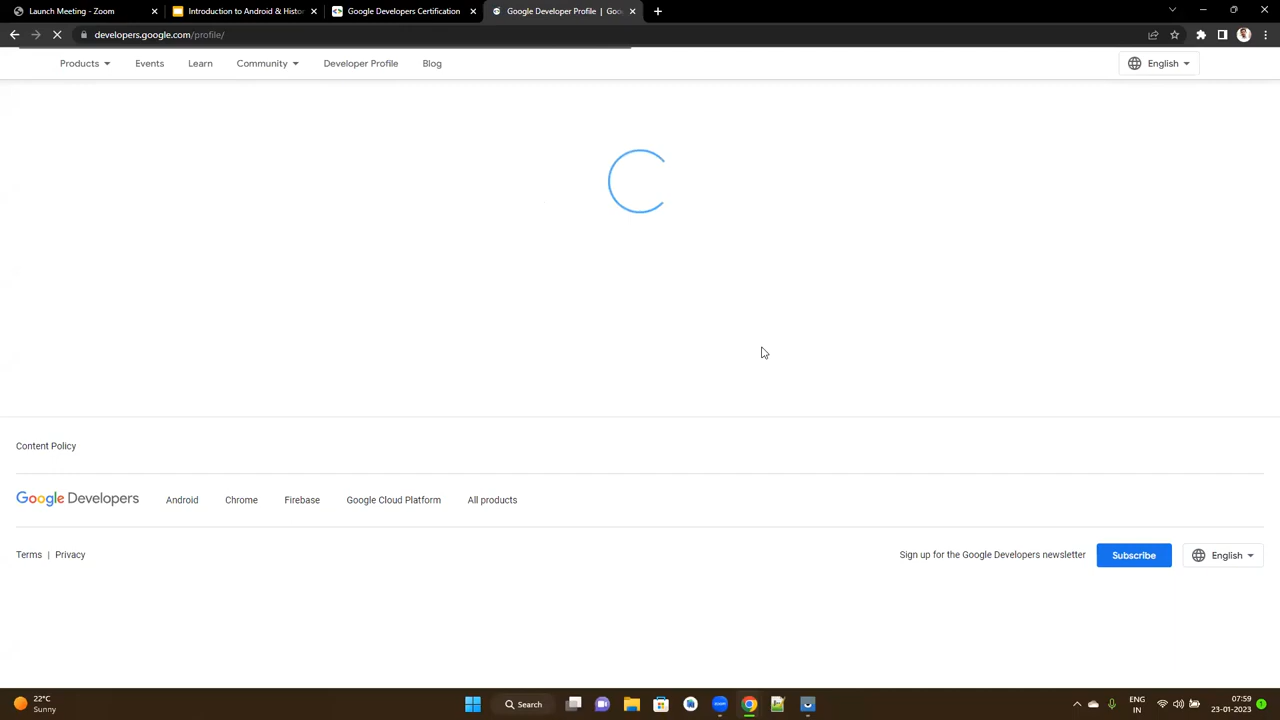 Launch Meeting - Zoom
Introduction to Android & Histor
Google Developers Certification
Google Developer Profile | Goo
developers.google.com/profile/
Products
Events
Learn
Community
Developer Profile
Blog
English
Content Policy
Google Developers
Android
Chrome
Firebase
Google Cloud Platform
All products
Terms | Privacy
Sign up for the Google Developers newsletter
Subscribe
English
22°C
Sunny
Search
zoom
ENG
IN
07:59
23-01-2023
1